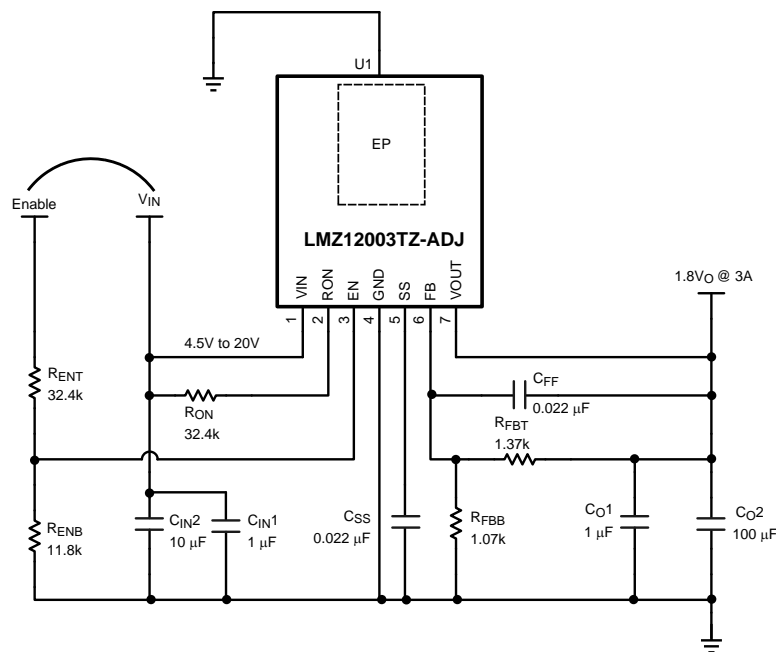 U1
EP
LMZ12003TZ-ADJ
VIN
RON
EN
GND
SS
FB
VOUT
1
2
3
4
5
6
7
Enable
VIN
4.5V to 20V
1.8VO @ 3A
RENT
32.4k
RON
32.4k
CFF
0.022 µF
RFBT
1.37k
RENB
11.8k
CIN2
10 µF
CIN1
1 µF
CSS
0.022 µF
RFBB
1.07k
CO1
1 µF
CO2
100 µF